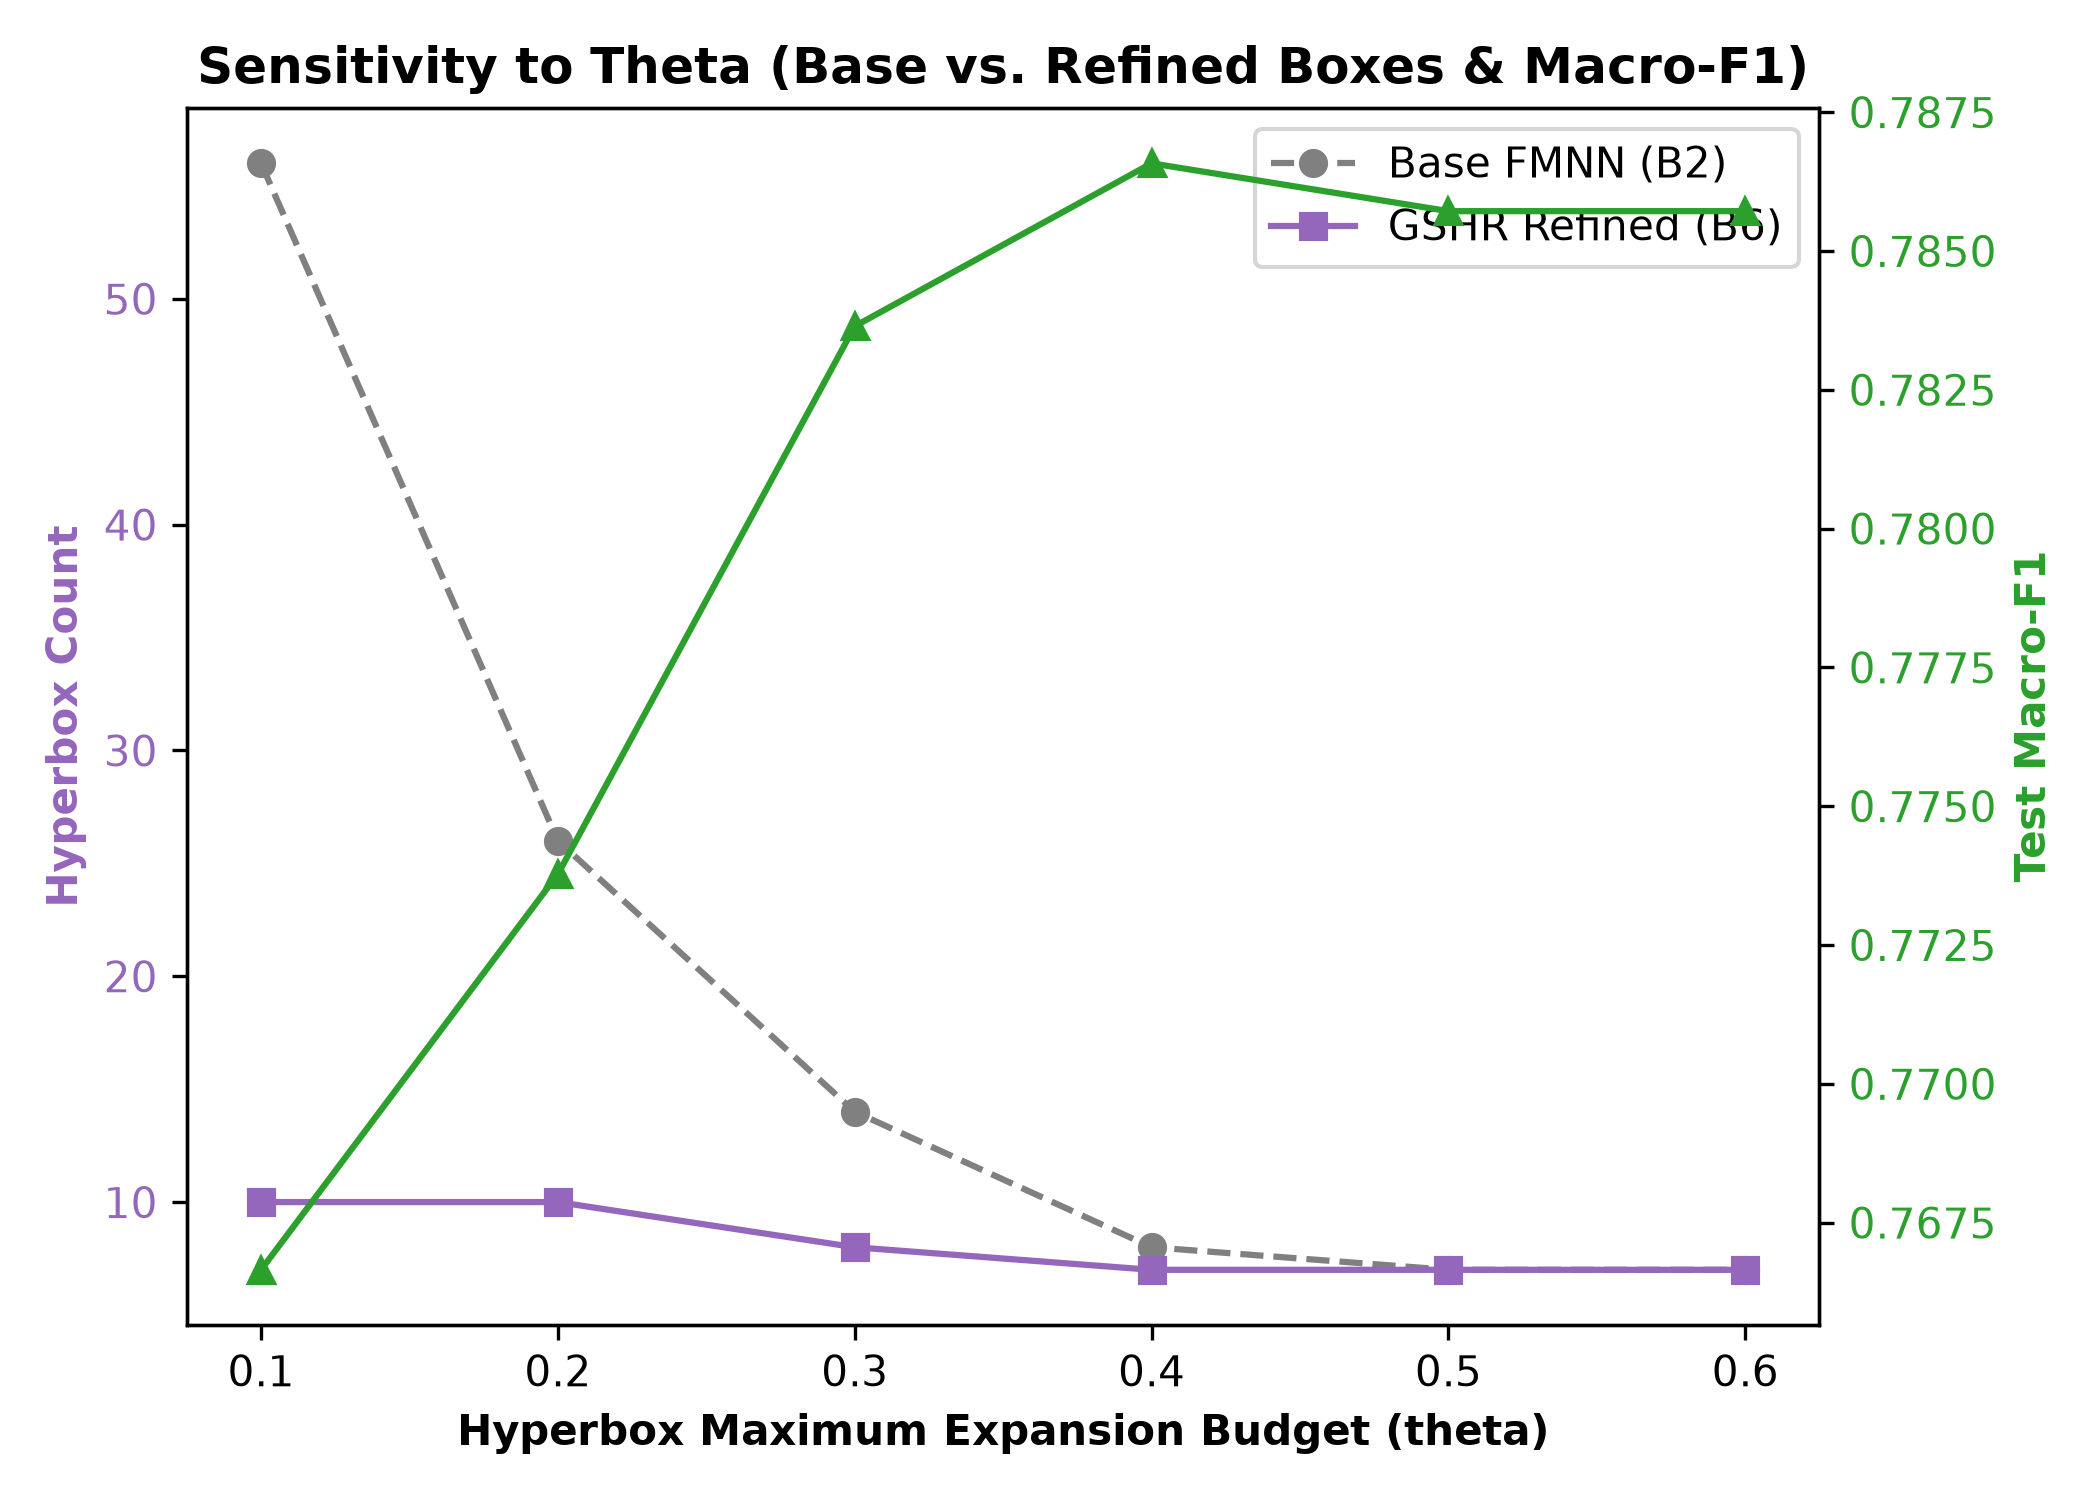 Sensitivity to Theta (Base vs. Refined Boxes & Macro-F1)
Base FMNN (B2)
GSHR Refined (B6)
Hyperbox Count
50
40
30
20
10
0.7875
0.7850
0.7825
0.7800
0.7775
0.7750
0.7725
0.7700
0.7675
Test Macro-F1
0.1 0.2 0.3 0.4 0.5 0.6
Hyperbox Maximum Expansion Budget (theta)